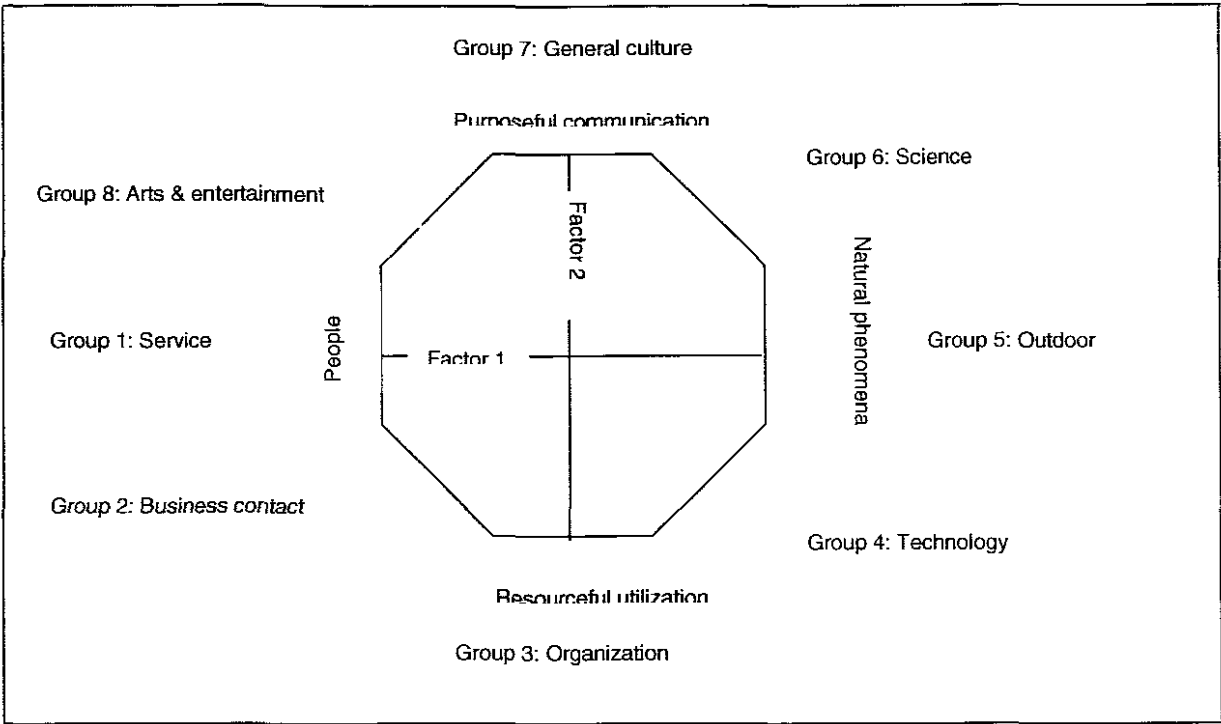 Group 7: General culture
Purposeful communication
Group 6: Science
Group 8: Arts & entertainment
Factor 2
Natural phenomena
Group 1: Service
People
Factor 1
Group 5: Outdoor
Group 2: Business contact
Group 4: Technology
Resourceful utilization
Group 3: Organization